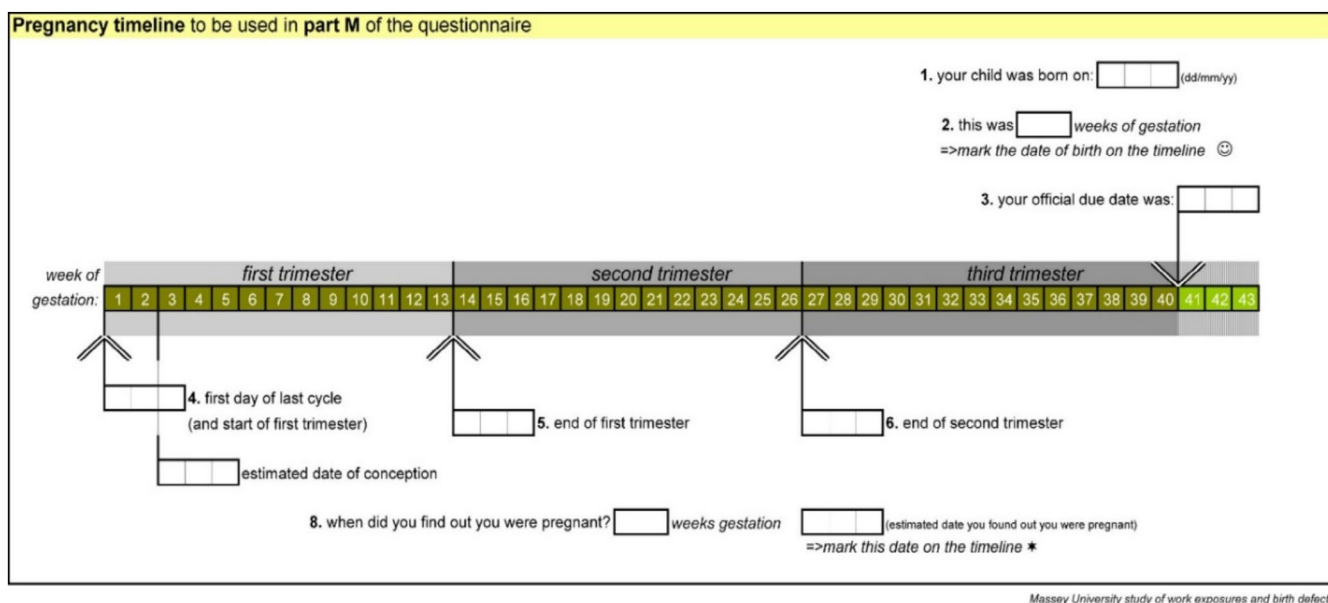 Pregnancy timeline to be used in part M of the questionnaire
1. your child was born on: (dd/mm/yy)
2. this was weeks of gestation
=>mark the date of birth on the timeline ☺
3. your official due date was:
week of
gestation:
first trimester second trimester third trimester
1 2 3 4 5 6 7 8 9 10 11 12 13 14 15 16 17 18 19 20 21 22 23 24 25 26 27 28 29 30 31 32 33 34 35 36 37 38 39 40 41 42 43
4. first day of last cycle
(and start of first trimester)
5. end of first trimester
6. end of second trimester
estimated date of conception
8. when did you find out you were pregnant? weeks gestation (estimated date you found out you were pregnant)
=>mark this date on the timeline ✶
Massey University study of work exposures and birth defect